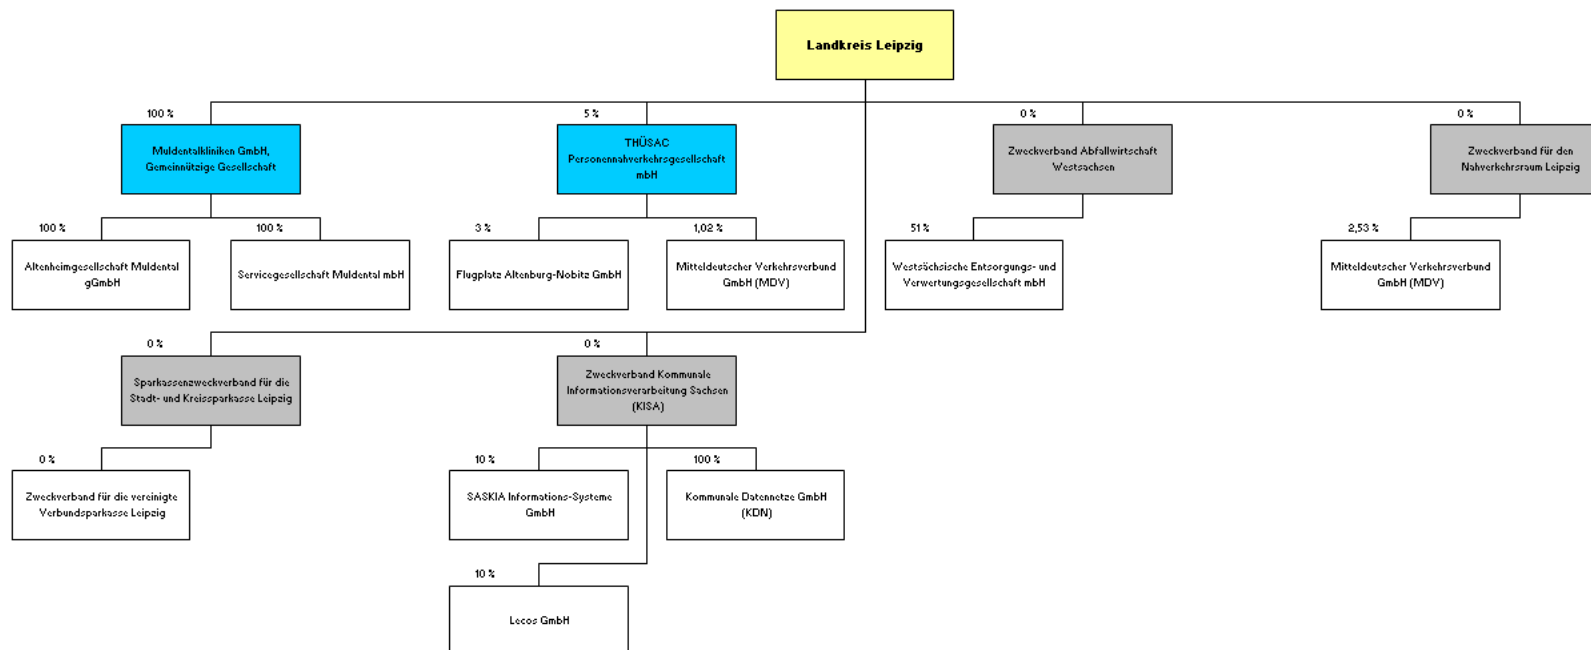 Landkreis Leipzig
100 %
5 %
0 %
0 %
Muldentalkliniken GmbH,
Gemeinnützige Gesellschaft
THÜSAC
Personennahverkehrsgesellschaft
mbH
Zweckverband Abfallwirtschaft
Westsachsen
Zweckverband für den
Nahverkehrsraum Leipzig
100 %
100 %
3 %
1,02 %
51 %
2,53 %
Altenheimgesellschaft Muldental
gGmbH
Servicegesellschaft Muldental mbH
Flugplatz Altenburg-Nobitz GmbH
Mitteldeutscher Verkehrsverbund
GmbH (MDV)
Westsächsische Entsorgungs- und
Verwertungsgesellschaft mbH
Mitteldeutscher Verkehrsverbund
GmbH (MDV)
0 %
0 %
Sparkassenzweckverband für die
Stadt- und Kreissparkasse Leipzig
Zweckverband Kommunale
Informationsverarbeitung Sachsen
(KISA)
0 %
10 %
100 %
Zweckverband für die vereinigte
Verbundsparkasse Leipzig
SASKIA Informations-Systeme
GmbH
Kommunale Datennetze GmbH
(KDN)
10 %
Lecos GmbH